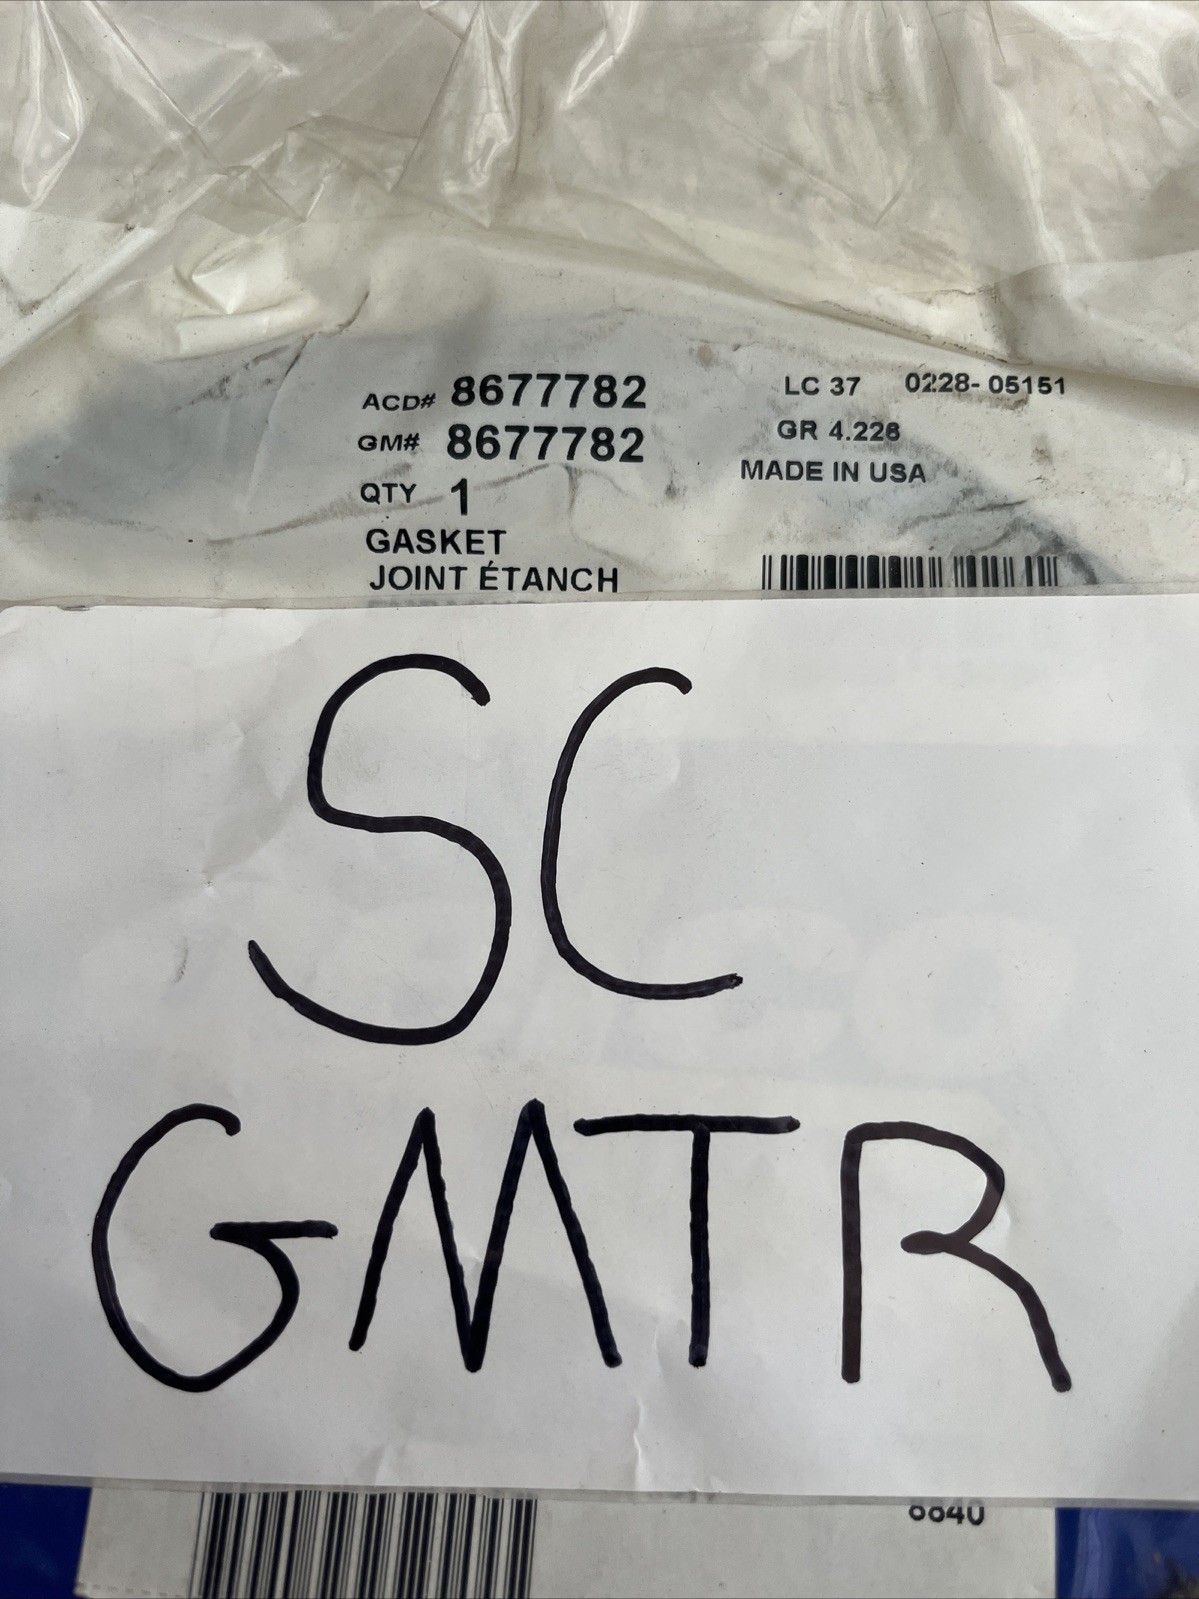 ACD# 8677782 LC 37 0228-05151
GM# 8677782 GR 4.226
QTY 1 MADE IN USA
GASKET
JOINT ÉTANCH
SC
GMTR